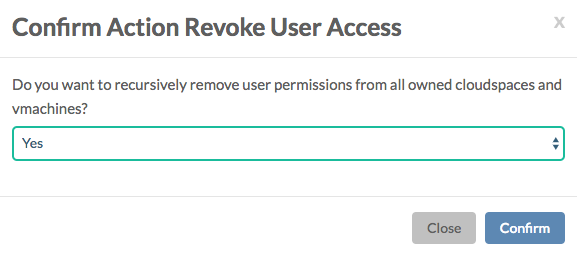 Confirm Action Revoke User Access
x
Do you want to recursively remove user permissions from all owned cloudspaces and
vmachines?
Yes
Close
Confirm